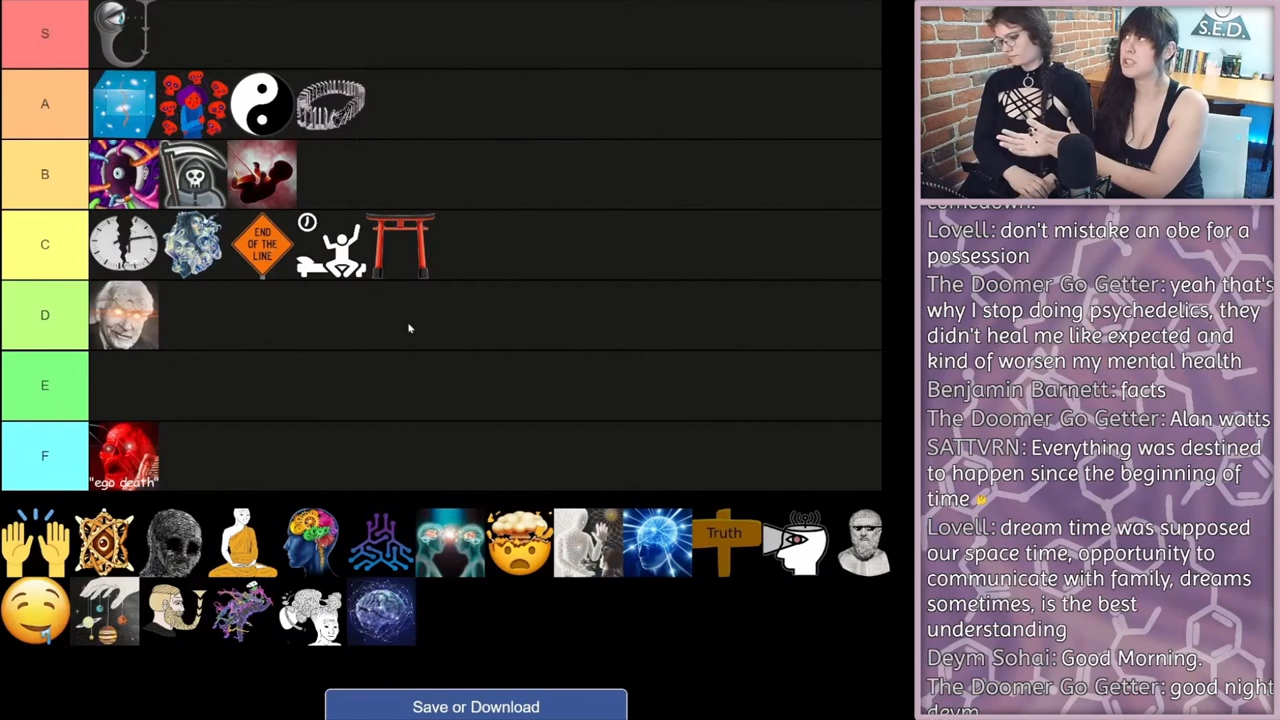 S
A
B
C
END
OF THE
LINE
D
E
F
"ego death"
Truth
Save or Download
S.E.D.
comedown.
Lovell: don't mistake an obe for a
possession
The Doomer Go Getter: yeah that's
why I stop doing psychedelics, they
didn't heal me like expected and
kind of worsen my mental health
Benjamin Barnett: facts
The Doomer Go Getter: Alan watts
SATTVRN: Everything was destined
to happen since the beginning of
time
Lovell: dream time was supposed
our space time, opportunity to
communicate with family, dreams
sometimes, is the best
understanding
Deym Sohai: Good Morning.
The Doomer Go Getter: good night
deym